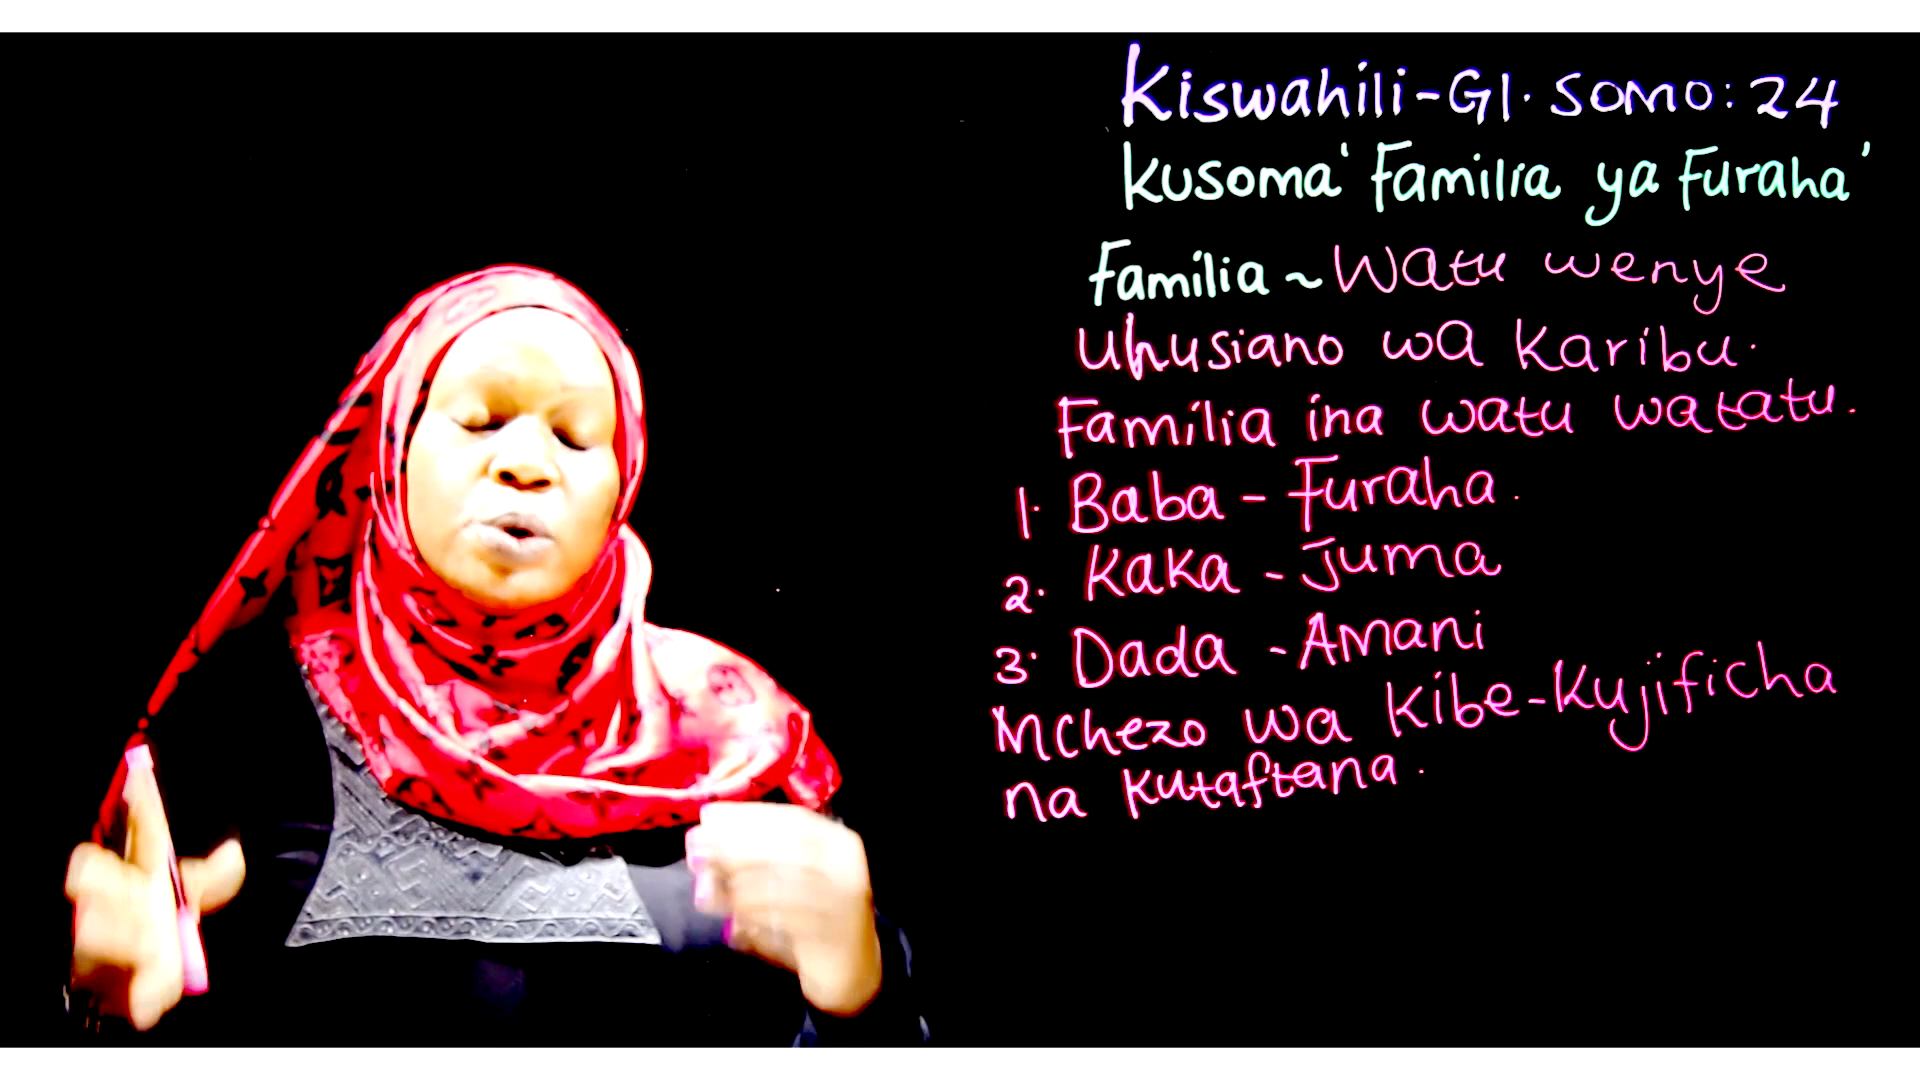 Kiswahili-G1. SOMO: 24
Kusoma 'Familia ya Furaha'
Familia ~ Watu wenye
Uhusiano wa Karibu.
Familia ina watu watatu.
1. Baba - Furaha.
2. Kaka - Juma
3. Dada - Amani
Mchezo wa Kibe-Kujificha
na Kutaftana.